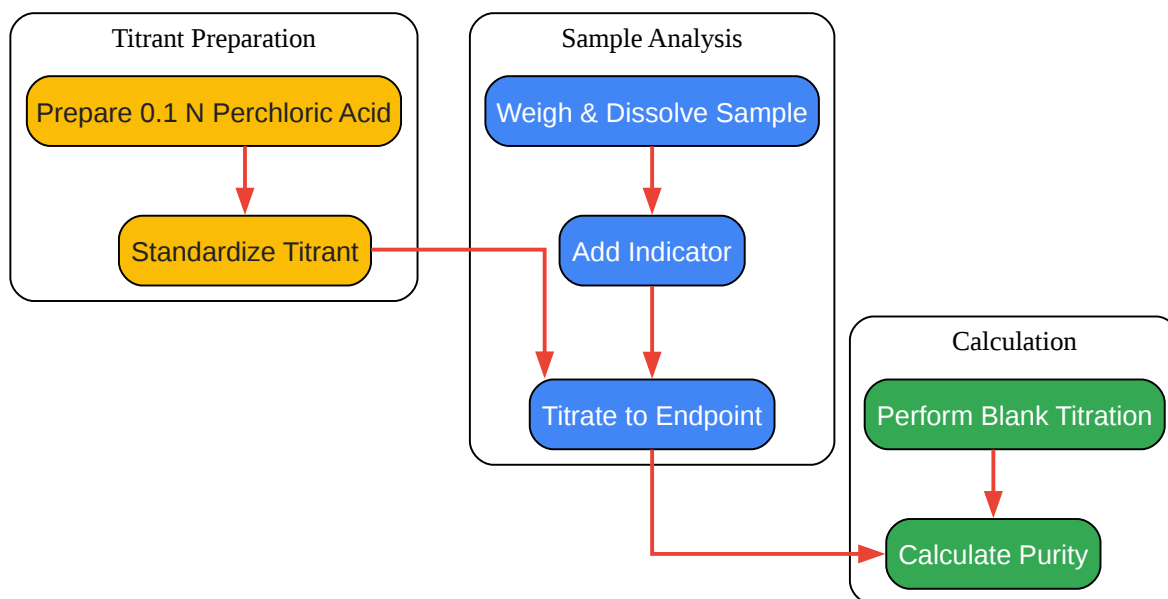 Titrant Preparation
Prepare 0.1 N Perchloric Acid
Standardize Titrant
Sample Analysis
Weigh & Dissolve Sample
Add Indicator
Titrate to Endpoint
Calculation
Perform Blank Titration
Calculate Purity